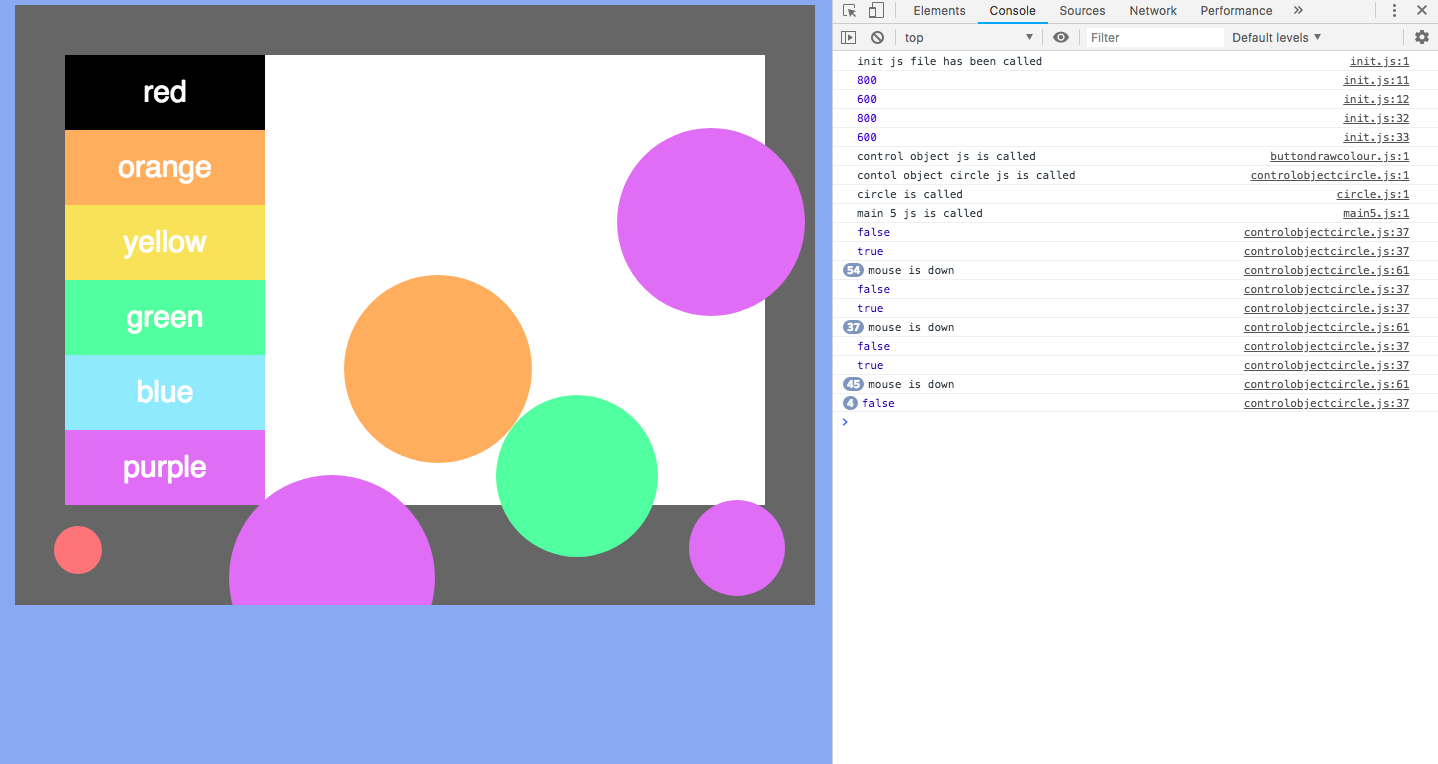 red
orange
yellow
green
blue
purple
Elements Console Sources Network Performance »
top Filter Default levels
init js file has been called init.js:1
800 init.js:11
600 init.js:12
800 init.js:32
600 init.js:33
control object js is called buttondrawcolour.js:1
contol object circle js is called controlobjectcircle.js:1
circle is called circle.js:1
main 5 js is called main5.js:1
false controlobjectcircle.js:37
true controlobjectcircle.js:37
54 mouse is down controlobjectcircle.js:61
false controlobjectcircle.js:37
true controlobjectcircle.js:37
37 mouse is down controlobjectcircle.js:61
false controlobjectcircle.js:37
true controlobjectcircle.js:37
45 mouse is down controlobjectcircle.js:61
4 false controlobjectcircle.js:37